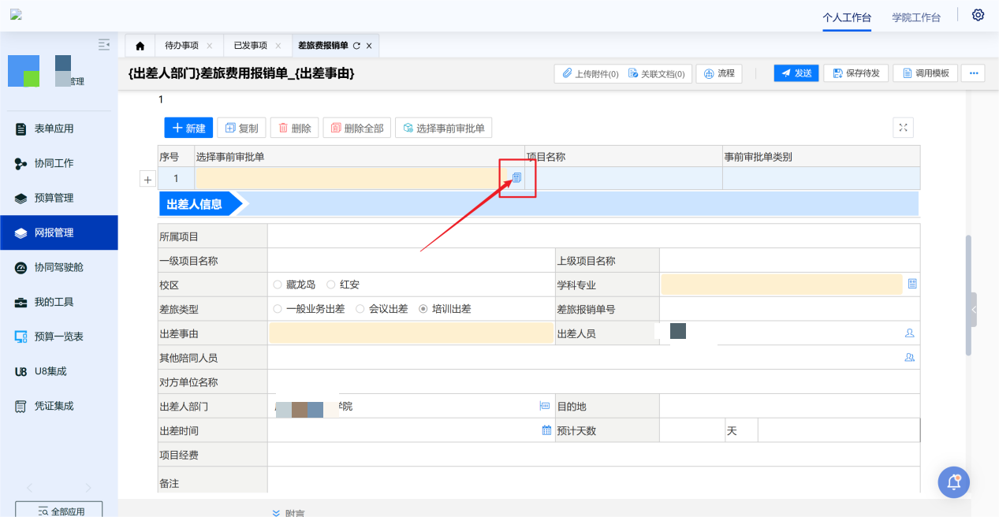 个人工作台 学院工作台
待办事项 × 已发事项 × 差旅费报销单 ×
管理
{出差人部门}差旅费用报销单_{出差事由}
上传附件(0) 关联文档(0) 流程 发送 保存待发 调用模板 ...
1
+ 新建 复制 删除 删除全部 选择事前审批单
表单应用
协同工作
预算管理
网报管理
协同驾驶舱
我的工具
预算一览表
U8 U8集成
凭证集成
全部应用
序号 选择事前审批单 项目名称 事前审批单类别
+ 1
出差人信息
所属项目
一级项目名称 上级项目名称
校区 藏龙岛 红安 学科专业
差旅类型 一般业务出差 会议出差 培训出差 差旅报销单号
出差事由 出差人员
其他陪同人员
对方单位名称
出差人部门 学院 目的地
出差时间 预计天数 天
项目经费
备注
附言